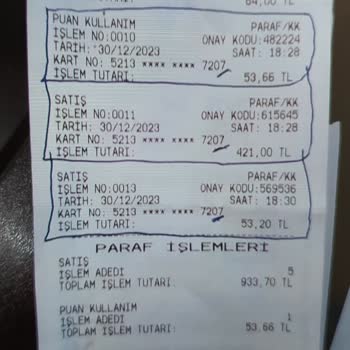 64,00 TL
PUAN KULLANIM PARAF/KK
İŞLEM NO:0010 ONAY KODU:482224
TARİH: 30/12/2023 SAAT: 18:28
KART NO: 5213 **** **** 7207
İŞLEM TUTARI: 53,66 TL
SATIŞ PARAF/KK
İŞLEM NO:0011 ONAY KODU:615645
TARİH: 30/12/2023 SAAT: 18:28
KART NO: 5213 **** **** 7207
İŞLEM TUTARI: 421,00 TL
SATIŞ PARAF/KK
İŞLEM NO:0013 ONAY KODU:569536
TARİH: 30/12/2023 SAAT: 18:30
KART NO: 5213 **** **** 7207
İŞLEM TUTARI: 53,20 TL
PARAF İŞLEMLERİ
SATIŞ
İŞLEM ADEDİ 5
TOPLAM İŞLEM TUTARI: 933,70 TL
PUAN KULLANIM
İŞLEM ADEDİ 1
TOPLAM İŞLEM TUTARI: 53,66 TL